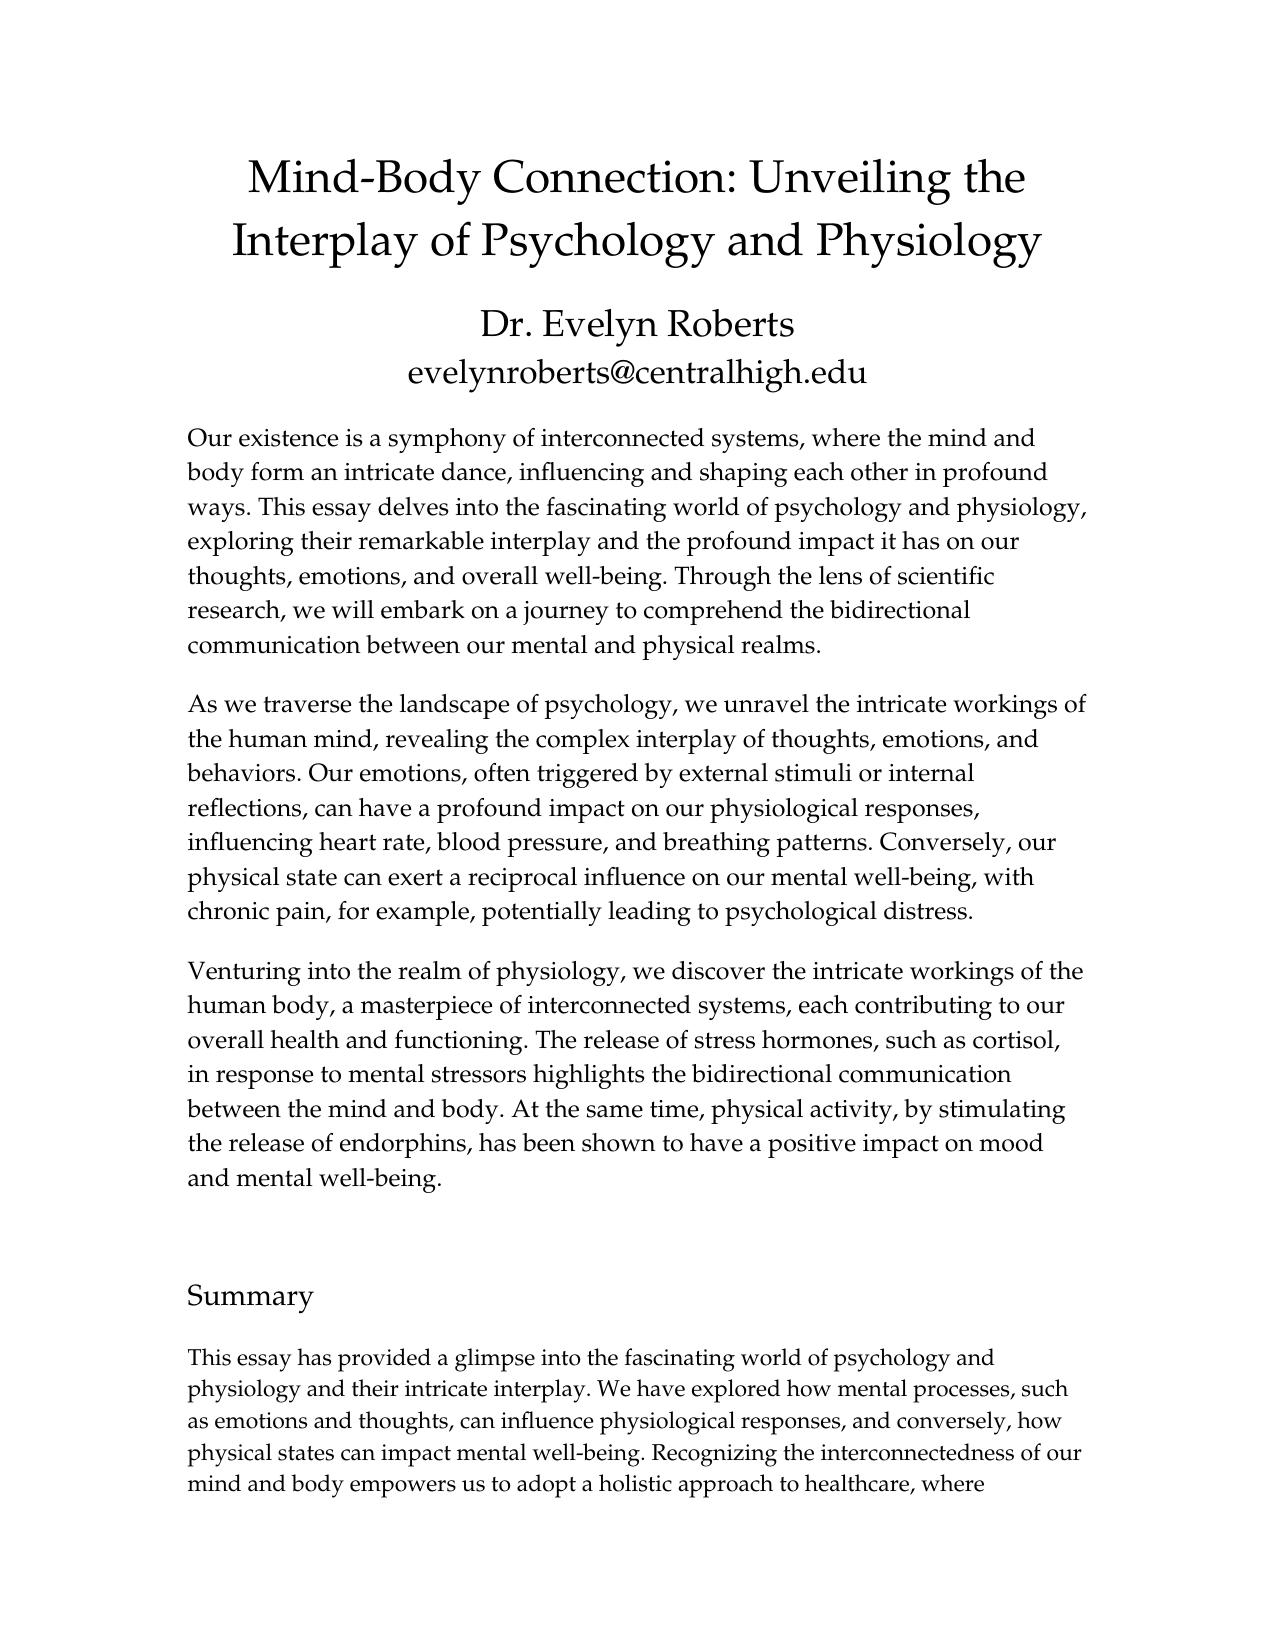 Mind-Body Connection: Unveiling the
Interplay of Psychology and Physiology
Dr. Evelyn Roberts
evelynroberts@centralhigh.edu
Our existence is a symphony of interconnected systems, where the mind and
body form an intricate dance, influencing and shaping each other in profound
ways. This essay delves into the fascinating world of psychology and physiology,
exploring their remarkable interplay and the profound impact it has on our
thoughts, emotions, and overall well-being. Through the lens of scientific
research, we will embark on a journey to comprehend the bidirectional
communication between our mental and physical realms.
As we traverse the landscape of psychology, we unravel the intricate workings of
the human mind, revealing the complex interplay of thoughts, emotions, and
behaviors. Our emotions, often triggered by external stimuli or internal
reflections, can have a profound impact on our physiological responses,
influencing heart rate, blood pressure, and breathing patterns. Conversely, our
physical state can exert a reciprocal influence on our mental well-being, with
chronic pain, for example, potentially leading to psychological distress.
Venturing into the realm of physiology, we discover the intricate workings of the
human body, a masterpiece of interconnected systems, each contributing to our
overall health and functioning. The release of stress hormones, such as cortisol,
in response to mental stressors highlights the bidirectional communication
between the mind and body. At the same time, physical activity, by stimulating
the release of endorphins, has been shown to have a positive impact on mood
and mental well-being.
Summary
This essay has provided a glimpse into the fascinating world of psychology and
physiology and their intricate interplay. We have explored how mental processes, such
as emotions and thoughts, can influence physiological responses, and conversely, how
physical states can impact mental well-being. Recognizing the interconnectedness of our
mind and body empowers us to adopt a holistic approach to healthcare, where